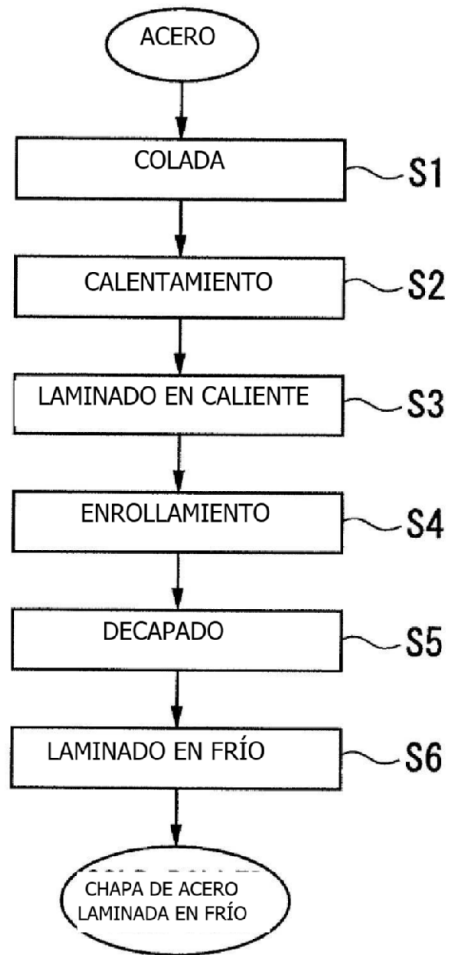 ACERO
COLADA
S1
CALENTAMIENTO
S2
LAMINADO EN CALIENTE
S3
ENROLLAMIENTO
S4
DECAPADO
S5
LAMINADO EN FRÍO
S6
CHAPA DE ACERO
LAMINADA EN FRÍO